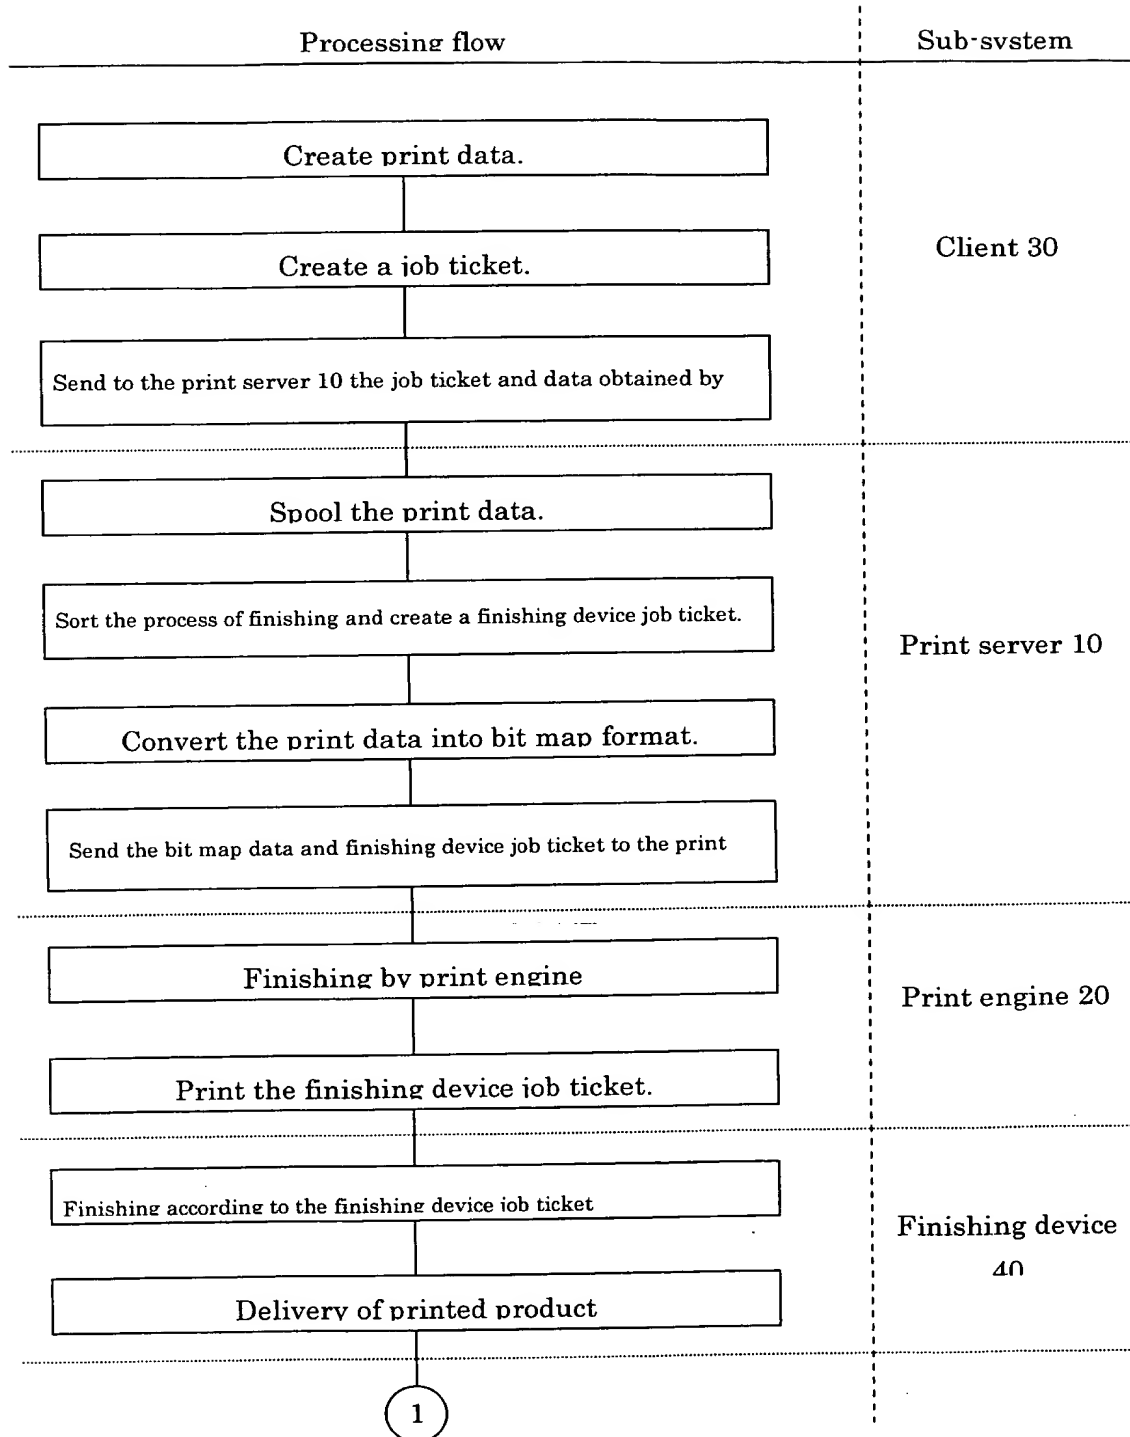 Processing flow
Sub-system
Create print data.
Create a job ticket.
Client 30
Send to the print server 10 the job ticket and data obtained by
Spool the print data.
Sort the process of finishing and create a finishing device job ticket.
Print server 10
Convert the print data into bit map format.
Send the bit map data and finishing device job ticket to the print
Finishing by print engine
Print engine 20
Print the finishing device job ticket.
Finishing according to the finishing device job ticket
Finishing device
40
Delivery of printed product
1